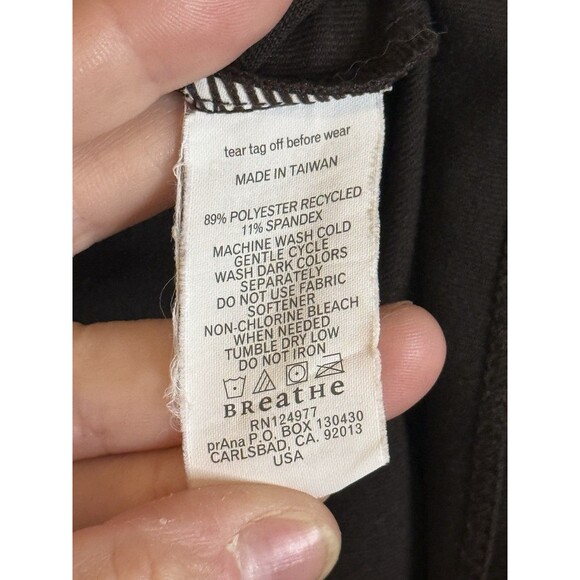 tear tag off before wear
MADE IN TAIWAN
89% POLYESTER RECYCLED
11% SPANDEX
MACHINE WASH COLD
GENTLE CYCLE
WASH DARK COLORS
SEPARATELY
DO NOT USE FABRIC
SOFTENER
NON-CHLORINE BLEACH
WHEN NEEDED
TUMBLE DRY LOW
DO NOT IRON
BReatHe
RN124977
prAna P.O. BOX 130430
CARLSBAD, CA. 92013
USA